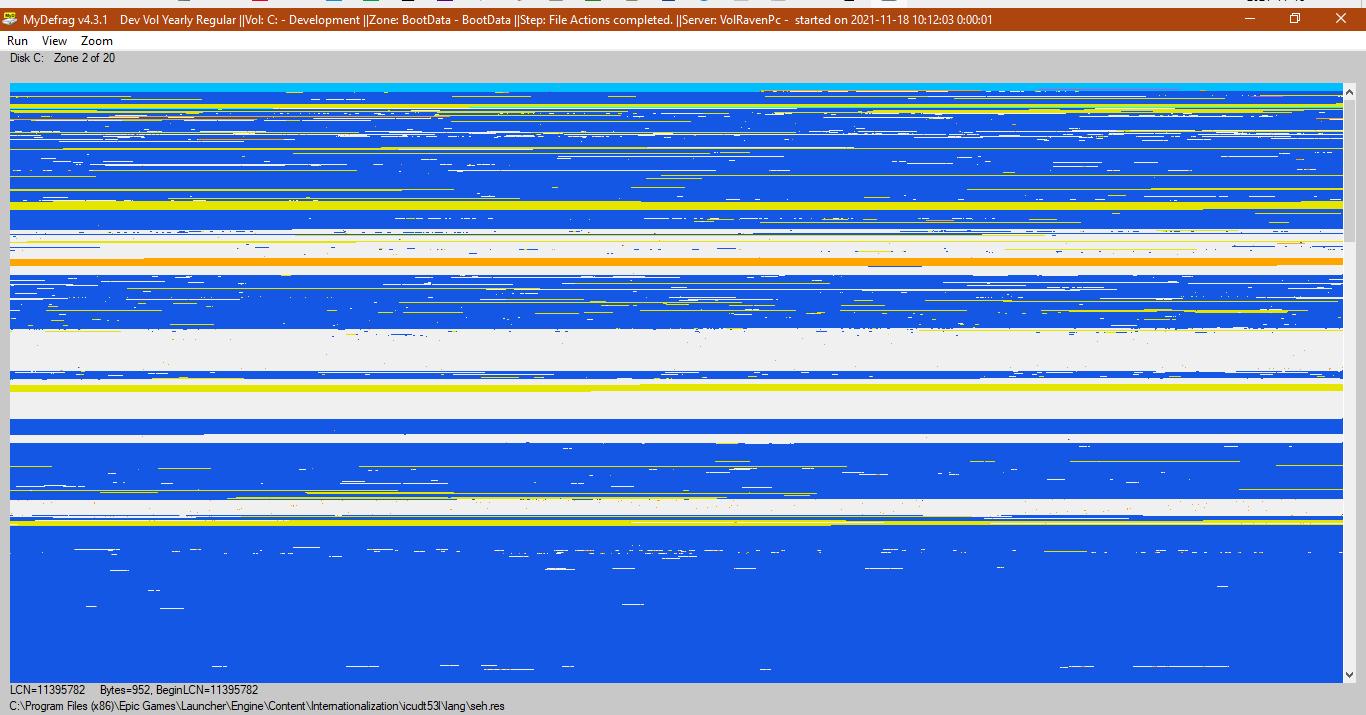 MyDefrag v4.3.1 Dev Vol Yearly Regular ||Vol: C: - Development ||Zone: BootData - BootData ||Step: File Actions completed. ||Server: VolRavenPc - started on 2021-11-18 10:12:03 0:00:01
Run View Zoom
Disk C: Zone 2 of 20
LCN=11395782 Bytes=952, BeginLCN=11395782
C:\Program Files (x86)\Epic Games\Launcher\Engine\Content\Internationalization\icudt53l\lang\seh.res